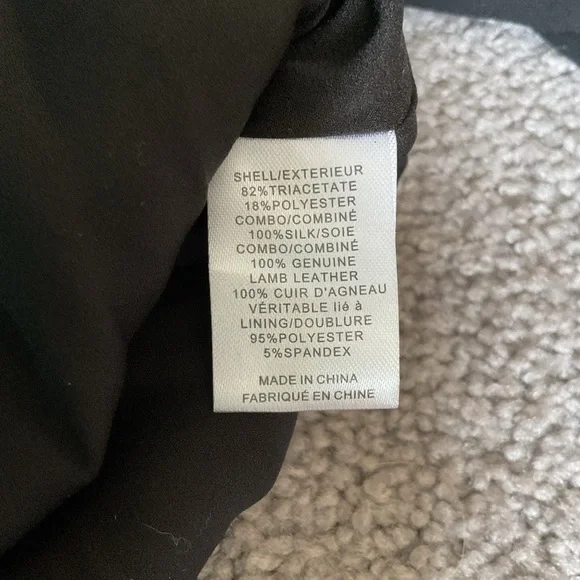 SHELL/EXTERIEUR
82%TRIACETATE
18%POLYESTER
COMBO/COMBINÉ
100%SILK/SOIE
COMBO/COMBINÉ
100% GENUINE
LAMB LEATHER
100% CUIR D'AGNEAU
VÉRITABLE lié à
LINING/DOUBLURE
95%POLYESTER
5%SPANDEX
MADE IN CHINA
FABRIQUÉ EN CHINE